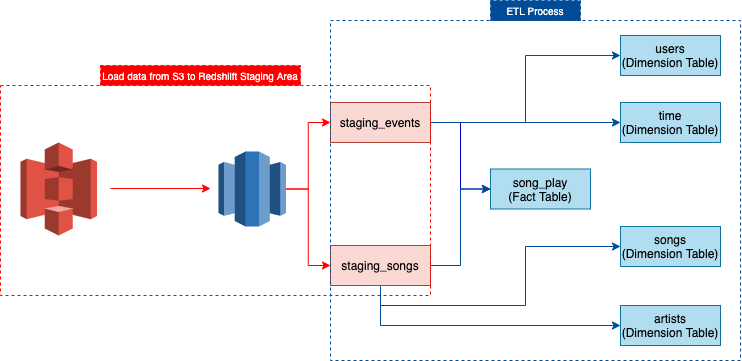 ETL Process
Load data from S3 to Redshilft Staging Area
users
(Dimension Table)
staging_events
time
(Dimension Table)
song_play
(Fact Table)
staging_songs
songs
(Dimension Table)
artists
(Dimension Table)